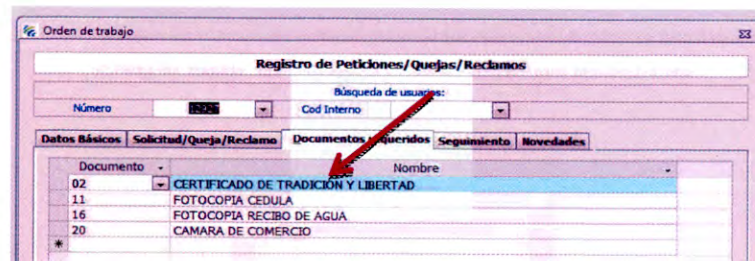 Orden de trabajo
Registro de Peticiones/Quejas/Reclamos
Búsqueda de usuarios:
Número Cod Interno
Datos Básicos Solicitud/Queja/Reclamo Documentos Seguimiento Novedades
Documento Nombre
02 CERTIFICADO DE TRADICIÓN Y LIBERTAD
11 FOTOCOPIA CEDULA
16 FOTOCOPIA RECIBO DE AGUA
20 CAMARA DE COMERCIO
*